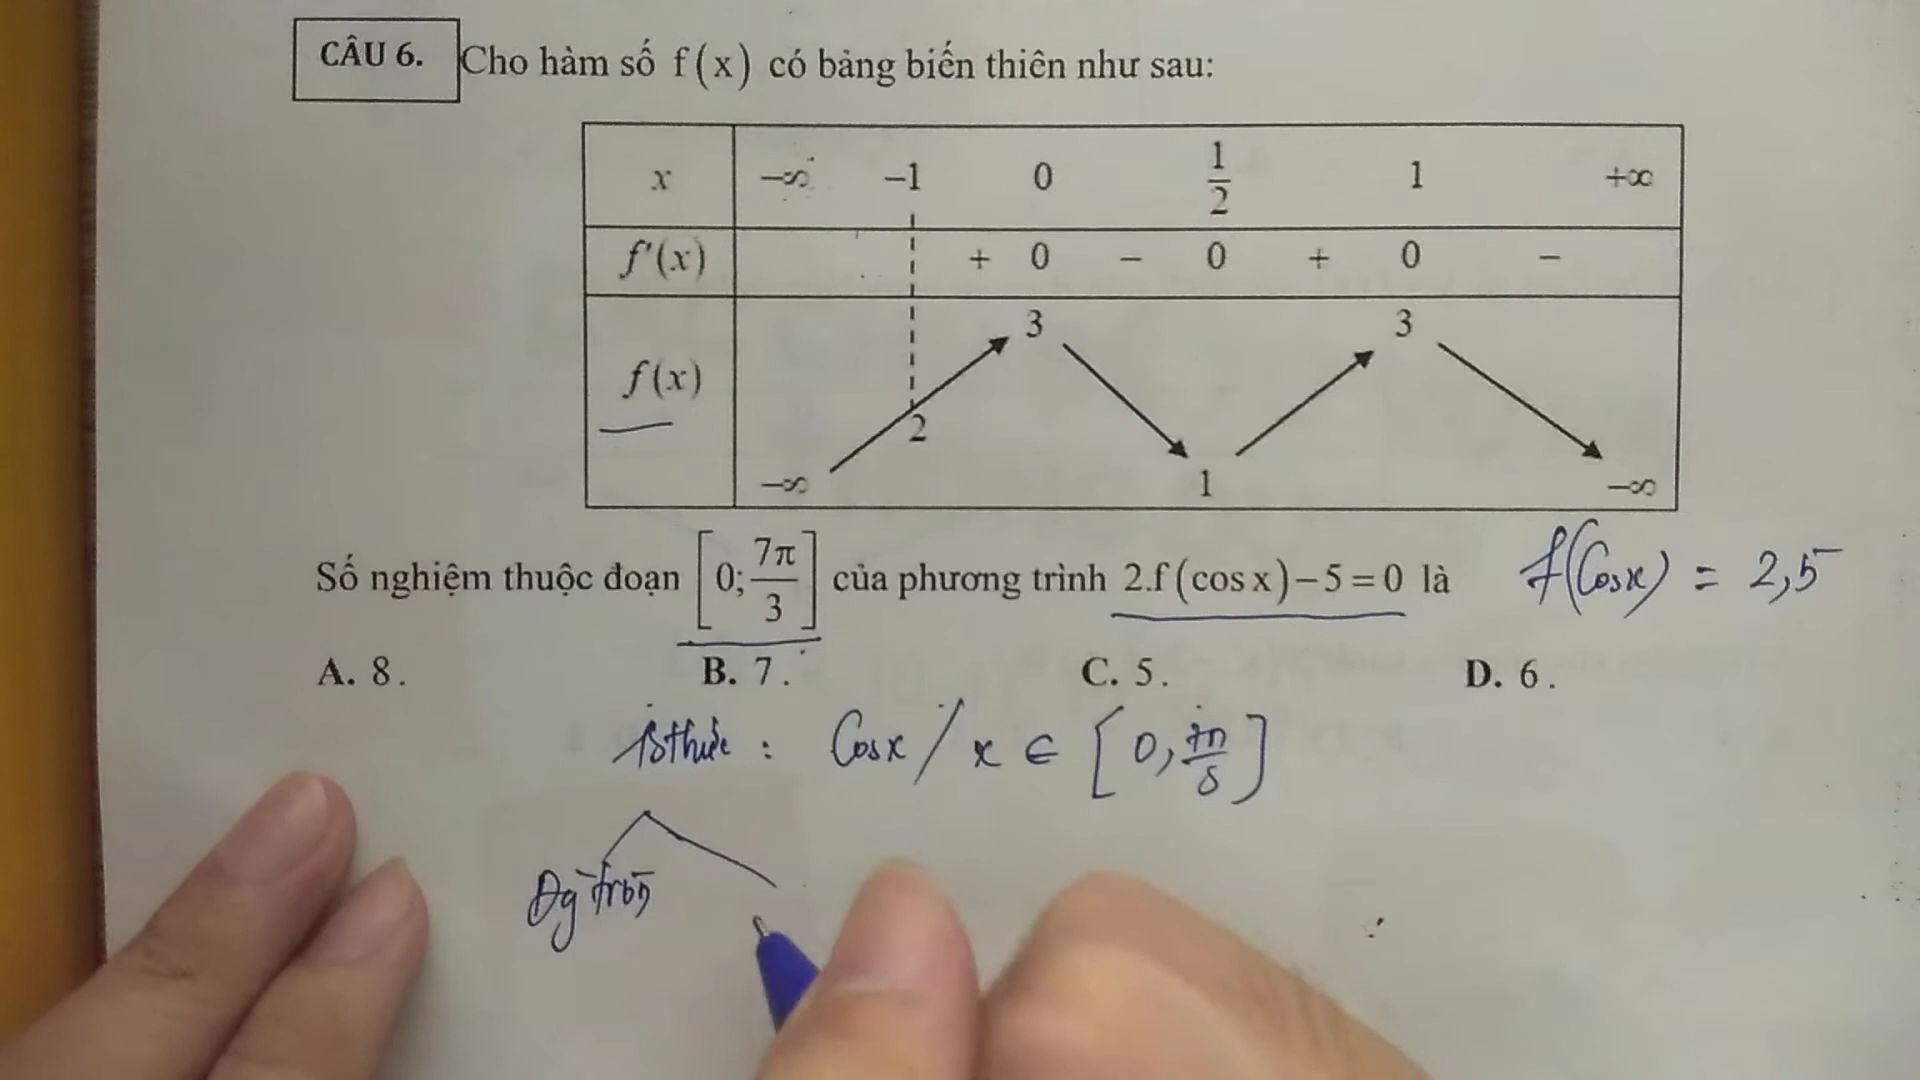 CÂU 6. Cho hàm số f(x) có bảng biến thiên như sau:
x −∞ −1 0 1/2 1 +∞
f'(x) + 0 − 0 + 0 −
3 3
f(x)
2
−∞ 1 −∞
Số nghiệm thuộc đoạn [0; 7π/3] của phương trình 2.f(cos x) − 5 = 0 là f(Cosx) = 2,5
A. 8. B. 7. C. 5. D. 6.
: Cosx / x ∈ [0,
Đg tròn